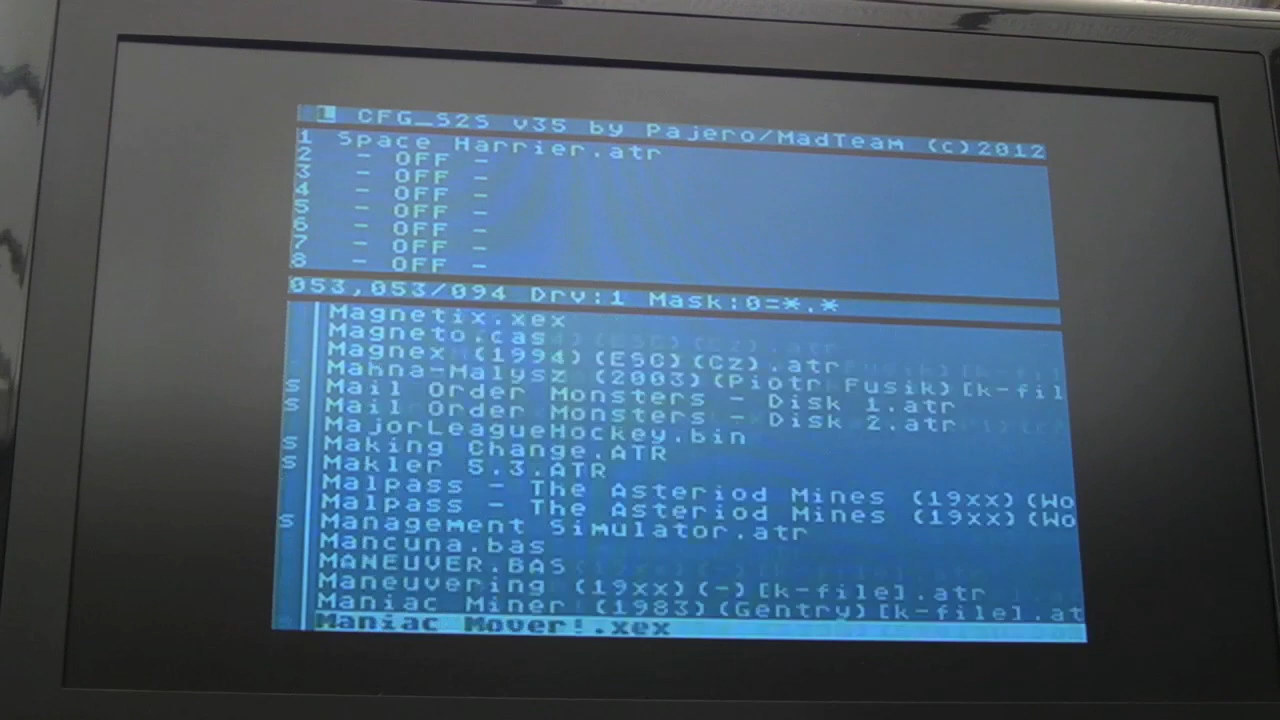 L CFG_S2S v35 by Pajero/MadTeam (c)2012
1 Space Harrier.atr
2 - OFF -
3 - OFF -
4 - OFF -
5 - OFF -
6 - OFF -
7 - OFF -
8 - OFF -
053,053/094 Drv:1 Mask:0=*.*
Magnetix.xex
Magneto.cas
Magnex (1994)(ESC)(Cz).atr
Mahna-Malysz (2003)(Piotr Fusik)[k-fil
S Mail Order Monsters - Disk 1.atr
S Mail Order Monsters - Disk 2.atr
MajorLeagueHockey.bin
S Making Change.ATR
S Makler 5.3.ATR
Malpass - The Asteriod Mines (19xx)(Wo
Malpass - The Asteriod Mines (19xx)(Wo
S Management Simulator.atr
Mancuna.bas
MANEUVER.BAS
Maneuvering (19xx)(-)[k-file].atr
Maniac Miner (1983)(Gentry)[k-file].at
Maniac Mover!.xex